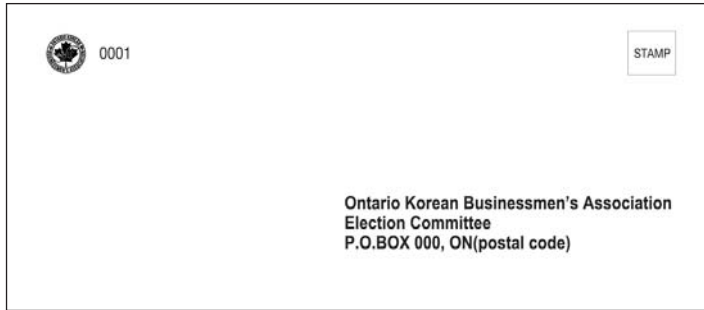 0001
STAMP
Ontario Korean Businessmen's Association
Election Committee
P.O.BOX 000, ON(postal code)